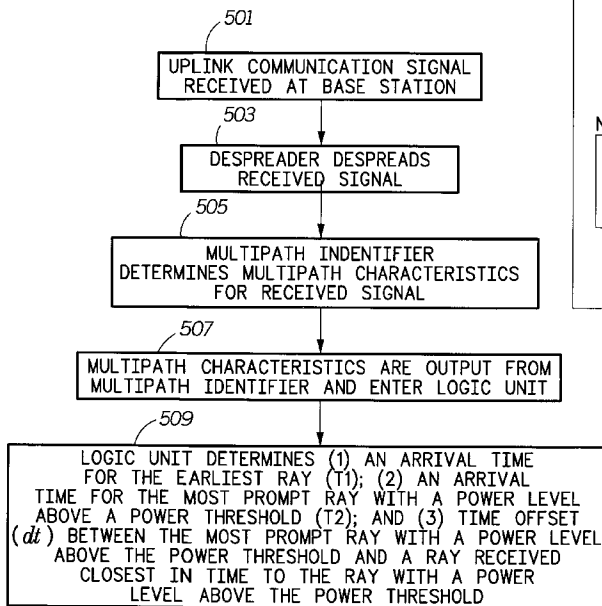 501
UPLINK COMMUNICATION SIGNAL
RECEIVED AT BASE STATION
503
DESPREADER DESPREADS
RECEIVED SIGNAL
505
MULTIPATH INDENTIFIER
DETERMINES MULTIPATH CHARACTERISTICS
FOR RECEIVED SIGNAL
507
MULTIPATH CHARACTERISTICS ARE OUTPUT FROM
MULTIPATH IDENTIFIER AND ENTER LOGIC UNIT
509
LOGIC UNIT DETERMINES (1) AN ARRIVAL TIME
FOR THE EARLIEST RAY (T1); (2) AN ARRIVAL
TIME FOR THE MOST PROMPT RAY WITH A POWER LEVEL
ABOVE A POWER THRESHOLD (T2); AND (3) TIME OFFSET
(dt) BETWEEN THE MOST PROMPT RAY WITH A POWER LEVEL
ABOVE THE POWER THRESHOLD AND A RAY RECEIVED
CLOSEST IN TIME TO THE RAY WITH A POWER
LEVEL ABOVE THE POWER THRESHOLD